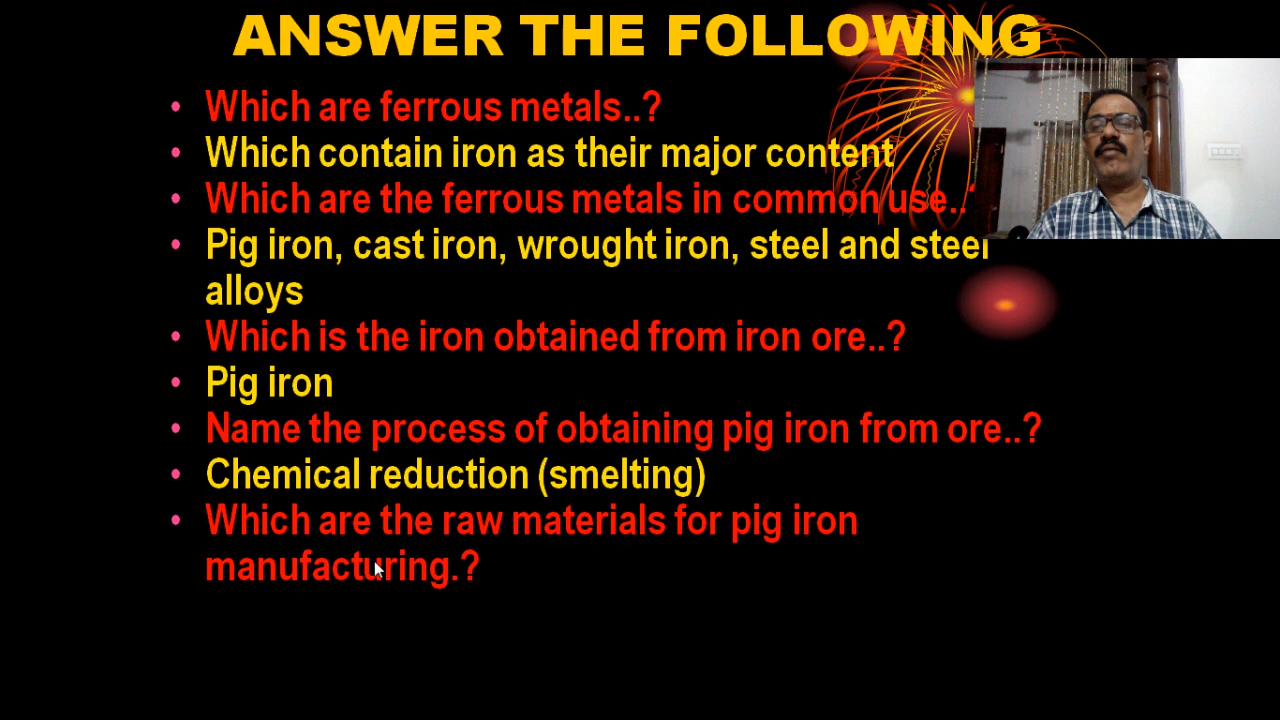 ANSWER THE FOLLOWING
• Which are ferrous metals..?
• Which contain iron as their major content
• Which are the ferrous metals in common use..
• Pig iron, cast iron, wrought iron, steel and steel
alloys
• Which is the iron obtained from iron ore..?
• Pig iron
• Name the process of obtaining pig iron from ore..?
• Chemical reduction (smelting)
• Which are the raw materials for pig iron
manufacturing.?